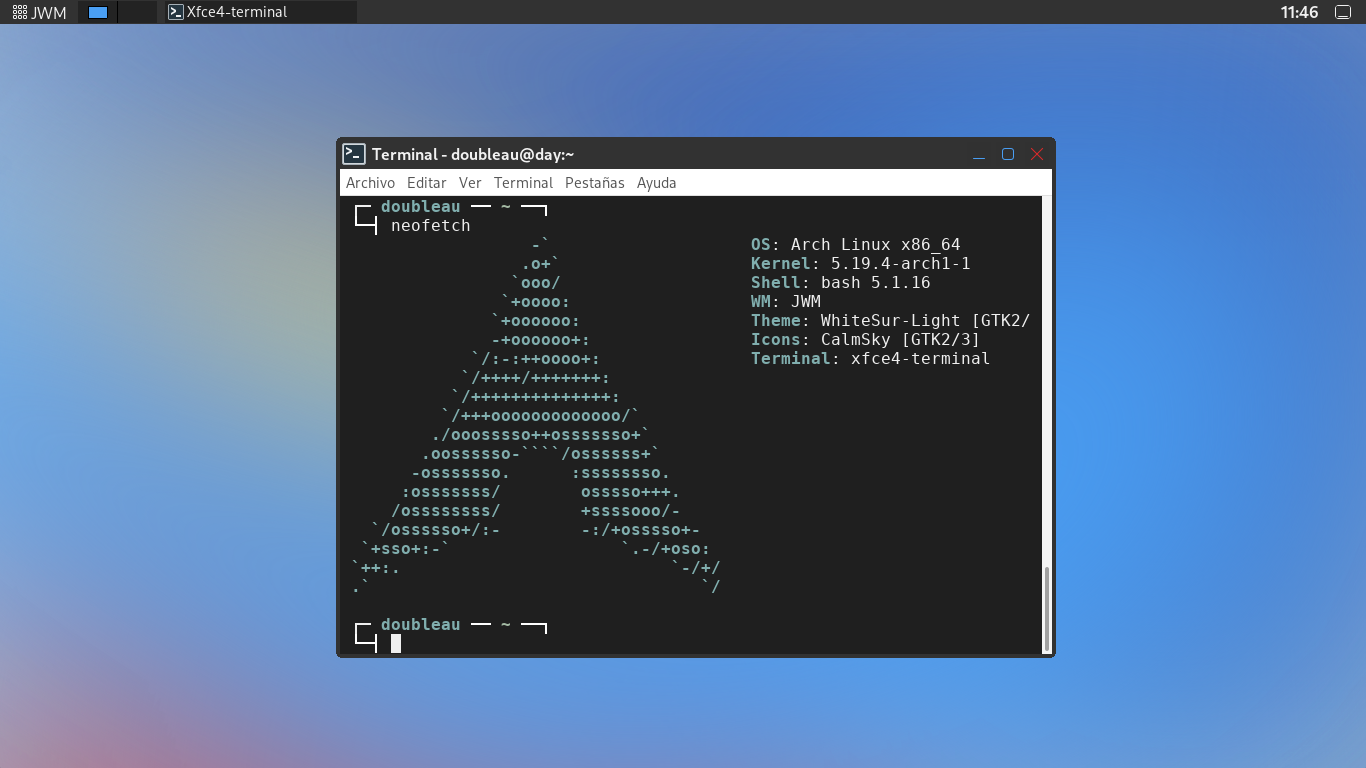 JWM
Xfce4-terminal
11:46
Terminal - doubleau@day:~
Archivo Editar Ver Terminal Pestañas Ayuda
┌─ doubleau ── ~ ──┐
└─┤ neofetch
                  -`                    OS: Arch Linux x86_64
                 .o+`                   Kernel: 5.19.4-arch1-1
                `ooo/                   Shell: bash 5.1.16
               `+oooo:                  WM: JWM
              `+oooooo:                 Theme: WhiteSur-Light [GTK2/
              -+oooooo+:                Icons: CalmSky [GTK2/3]
            `/:-:++oooo+:               Terminal: xfce4-terminal
           `/++++/+++++++:
          `/++++++++++++++:
         `/+++ooooooooooooo/`
        ./ooosssso++osssssso+`
       .oossssso-````/ossssss+`
      -osssssso.      :ssssssso.
     :osssssss/        osssso+++.
    /ossssssss/        +ssssooo/-
  `/ossssso+/:-        -:/+osssso+-
 `+sso+:-`                 `.-/+oso:
`++:.                           `-/+/
.`                                 `/
┌─ doubleau ── ~ ──┐
└─┤